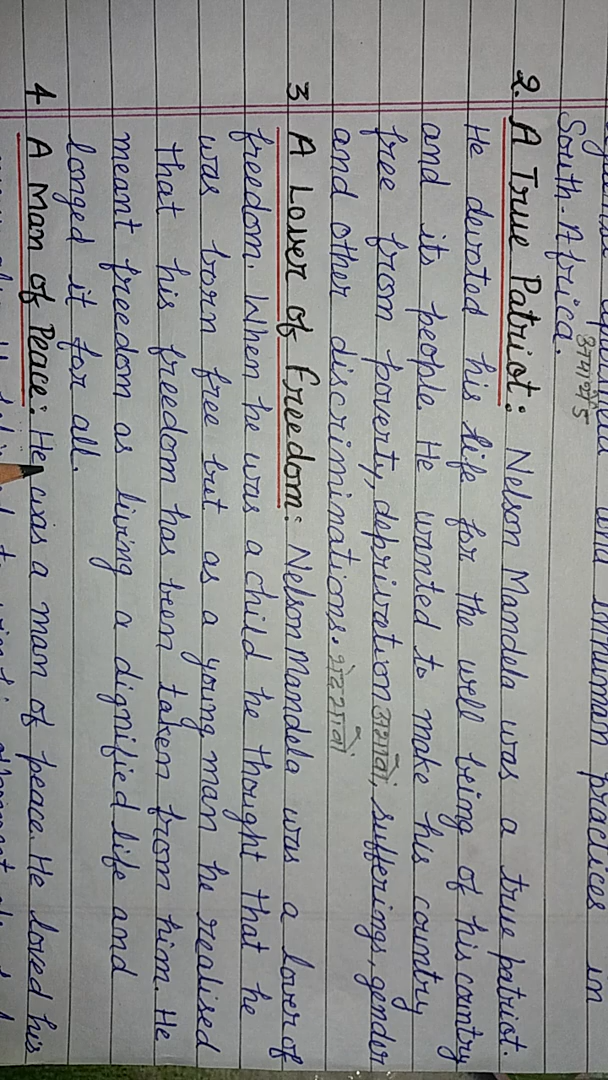 and inhuman practices in
South-Africa.
2. A True Patriot: Nelson Mandela was a true patriot.
He devoted his life for the well being of his country
and its people. He wanted to make his country
free from poverty, deprivation, sufferings, gender
and other discriminations.
3 A Lover of Freedom: Nelson Mandela was a lover of
freedom. When he was a child he thought that he
was born free but as a young man he realised
that his freedom has been taken from him. He
meant freedom as living a dignified life and
longed it for all.
4 A Man of Peace: He was a man of peace. He loved his